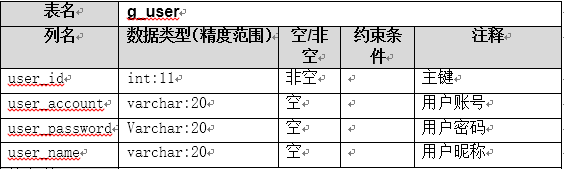 表名 g_user
列名 数据类型(精度范围) 空/非空 约束条件 注释
user_id int:11 非空 主键
user_account varchar:20 空 用户账号
user_password Varchar:20 空 用户密码
user_name varchar:20 空 用户昵称